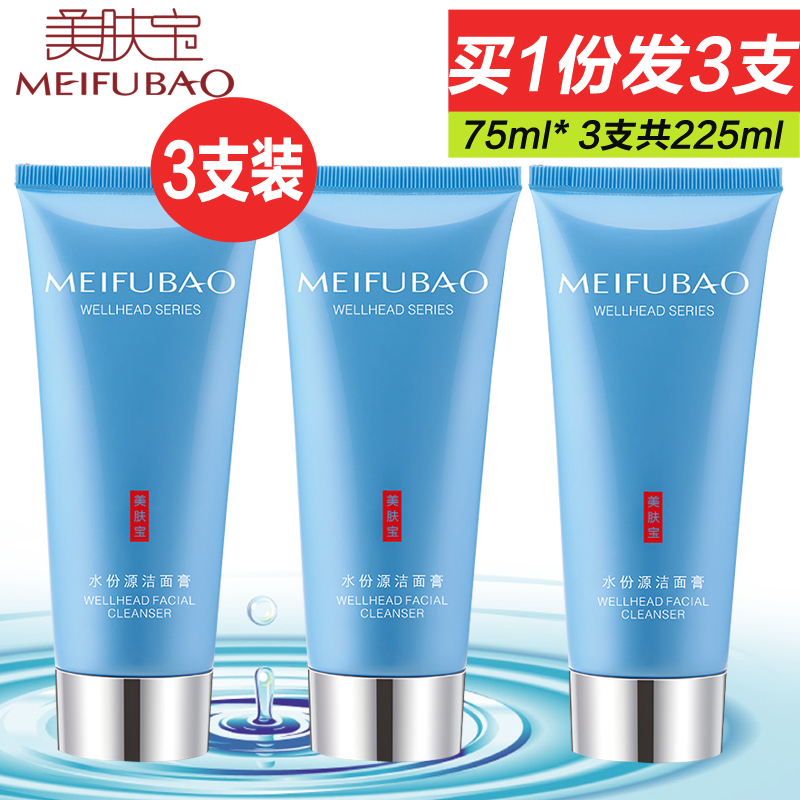 美肤宝
MEIFUBAO
买1份发3支
75ml* 3支共225ml
3支装
MEIFUBAO
WELLHEAD SERIES
美肤宝
水份源洁面膏
WELLHEAD FACIAL
CLEANSER
MEIFUBAO
WELLHEAD SERIES
美肤宝
水份源洁面膏
WELLHEAD FACIAL
CLEANSER
MEIFUBAO
WELLHEAD SERIES
美肤宝
水份源洁面膏
WELLHEAD FACIAL
CLEANSER